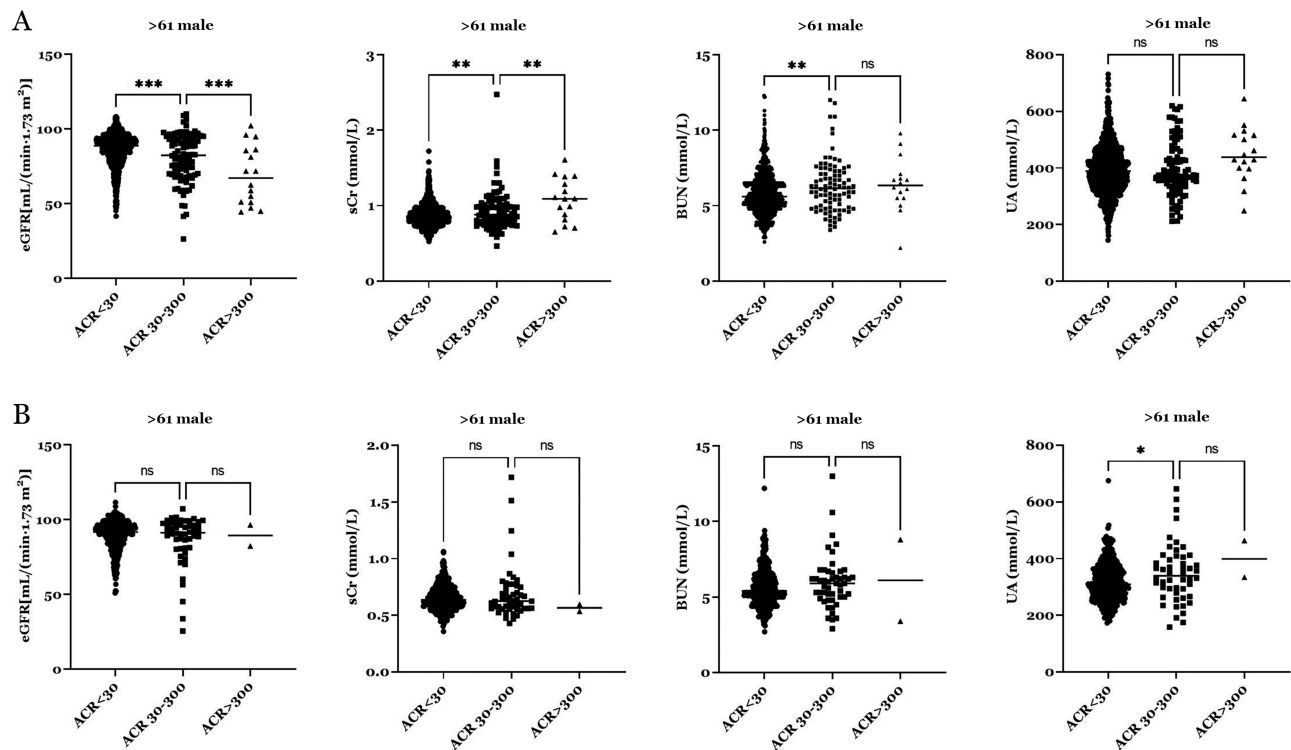 A
>61 male
eGFR[mL/(min·1.73 m²)]
150
100
50
0
***
***
ACR<30
ACR 30-300
ACR>300
>61 male
sCr (mmol/L)
3
2
1
0
**
**
ACR<30
ACR 30-300
ACR>300
>61 male
BUN (mmol/L)
15
10
5
0
**
ns
ACR<30
ACR 30-300
ACR>300
>61 male
UA (mmol/L)
800
600
400
200
0
ns
ns
ACR<30
ACR 30-300
ACR>300
B
>61 male
eGFR[mL/(min·1.73 m²)]
150
100
50
0
ns
ns
ACR<30
ACR 30-300
ACR>300
>61 male
sCr (mmol/L)
2.0
1.5
1.0
0.5
0.0
ns
ns
ACR<30
ACR 30-300
ACR>300
>61 male
BUN (mmol/L)
15
10
5
0
ns
ns
ACR<30
ACR 30-300
ACR>300
>61 male
UA (mmol/L)
800
600
400
200
0
*
ns
ACR<30
ACR 30-300
ACR>300